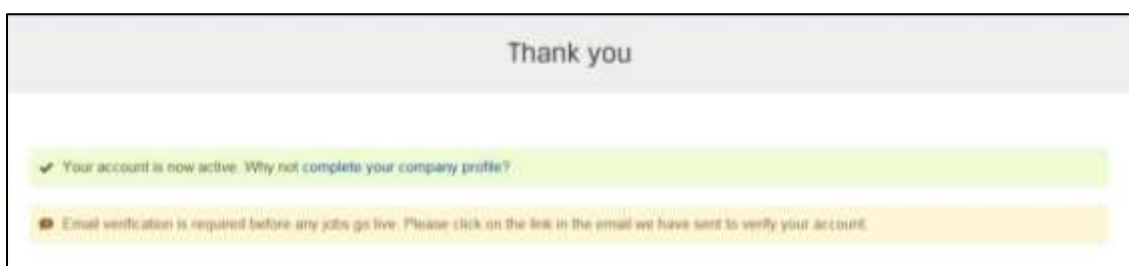 Thank you
Your account is now active. Why not complete your company profile?
Email verification is required before any jobs go live. Please click on the link in the email we have sent to verify your account.